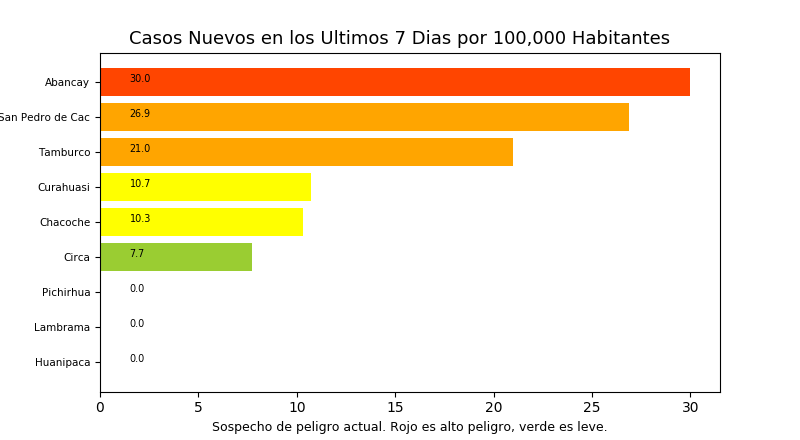 Casos Nuevos en los Ultimos 7 Dias por 100,000 Habitantes
Abancay 30.0
San Pedro de Cac 26.9
Tamburco 21.0
Curahuasi 10.7
Chacoche 10.3
Circa 7.7
Pichirhua 0.0
Lambrama 0.0
Huanipaca 0.0
0 5 10 15 20 25 30
Sospecho de peligro actual. Rojo es alto peligro, verde es leve.